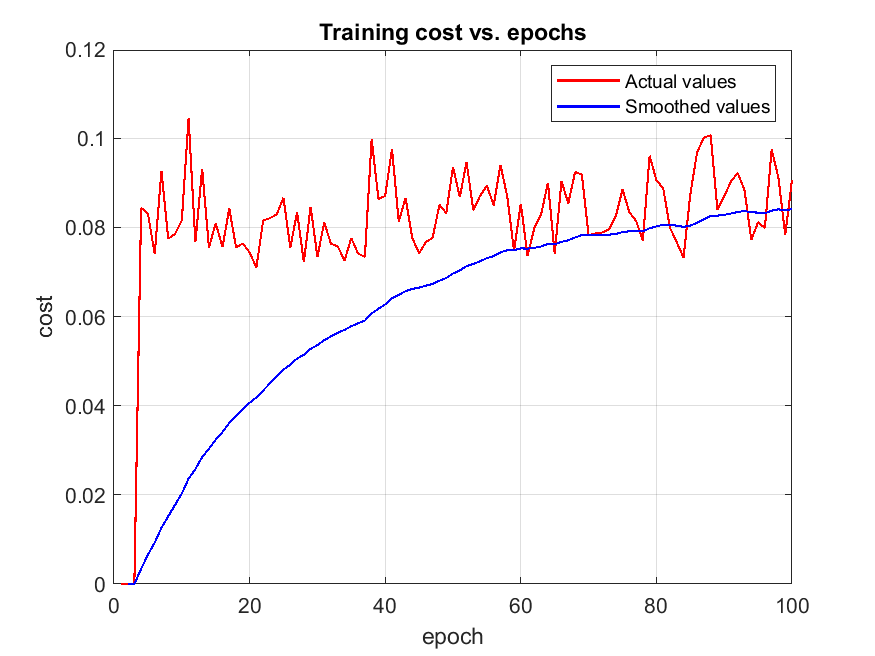 Training cost vs. epochs
0.12
0.1
0.08
0.06
0.04
0.02
0
cost
Actual values
Smoothed values
0 20 40 60 80 100
epoch